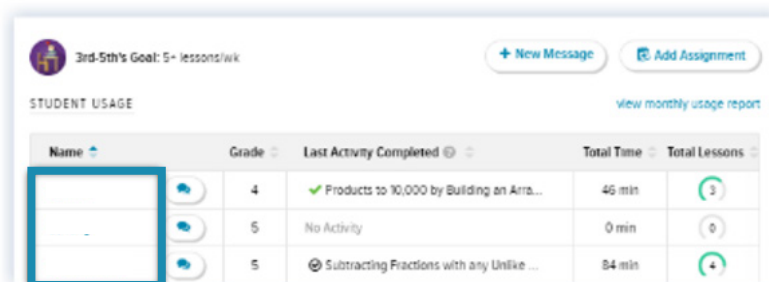 3rd-5th's Goal: 5+ lessons/wk + New Message Add Assignment
STUDENT USAGE view monthly usage report
Name Grade Last Activity Completed Total Time Total Lessons
4 Products to 10,000 by Building an Arra... 46 min 3
5 No Activity 0 min 0
5 Subtracting Fractions with any Unlike ... 84 min 4